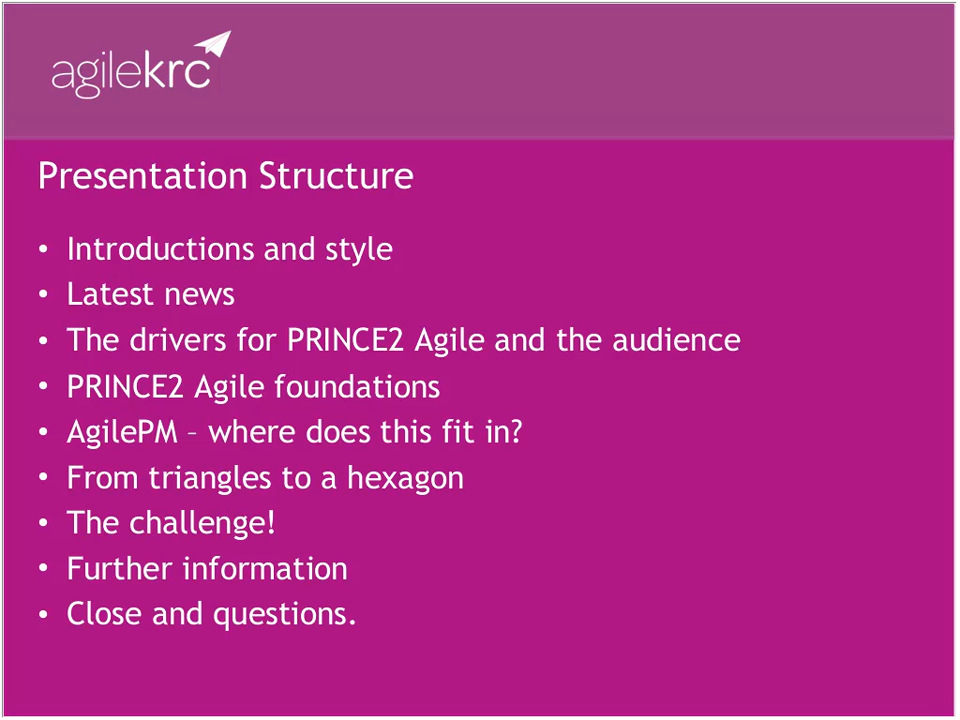 agilekrc
Presentation Structure
• Introductions and style
• Latest news
• The drivers for PRINCE2 Agile and the audience
• PRINCE2 Agile foundations
• AgilePM – where does this fit in?
• From triangles to a hexagon
• The challenge!
• Further information
• Close and questions.